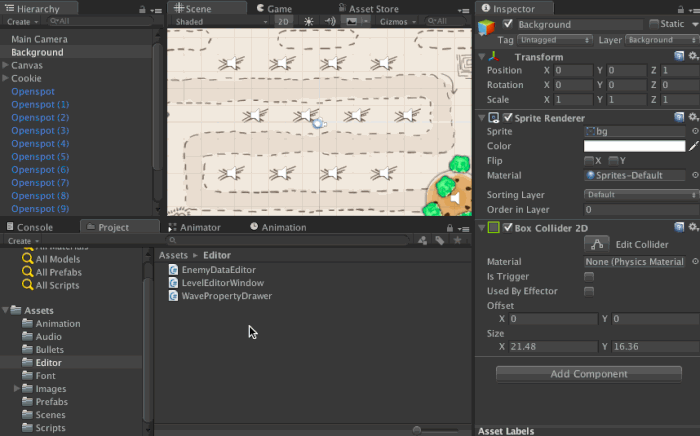 Hierarchy
Create
All
Main Camera
Background
Canvas
Cookie
Openspot
Openspot (1)
Openspot (2)
Openspot (3)
Openspot (4)
Openspot (5)
Openspot (6)
Openspot (7)
Openspot (8)
Openspot (9)
Scene
Game
Asset Store
Shaded
2D
Gizmos
All
Console
Project
Create
All Materials
All Models
All Prefabs
All Scripts
Assets
Animation
Audio
Bullets
Editor
Font
Images
Prefabs
Scenes
Scripts
Animator
Animation
Assets ▸ Editor
EnemyDataEditor
LevelEditorWindow
WavePropertyDrawer
Inspector
Background
Static
Tag Untagged Layer Background
Transform
Position X 0 Y 0 Z 1
Rotation X 0 Y 0 Z 0
Scale X 1 Y 1 Z 1
Sprite Renderer
Sprite bg
Color
Flip X Y
Material Sprites-Default
Sorting Layer Default
Order in Layer 0
Box Collider 2D
Edit Collider
Material None (Physics Material
Is Trigger
Used By Effector
Offset
X 0 Y 0
Size
X 21.48 Y 16.36
Add Component
Asset Labels